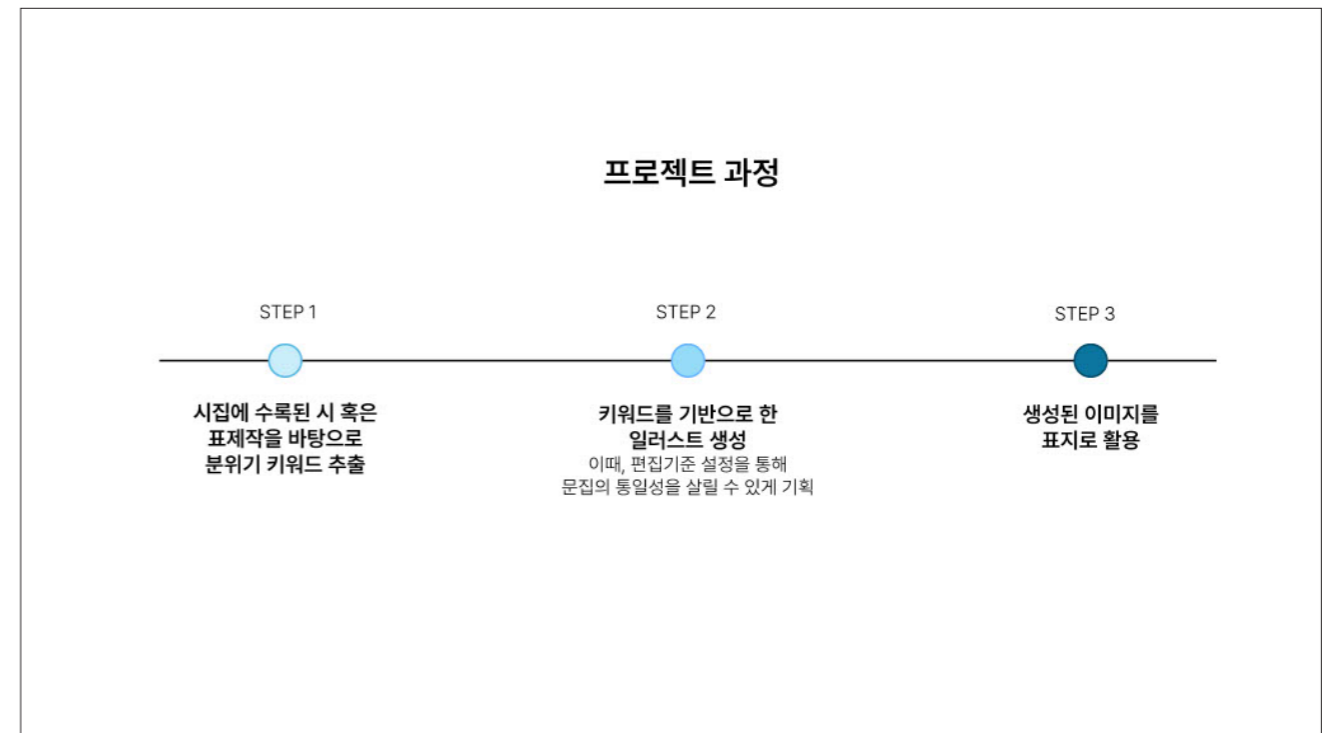 프로젝트 과정
STEP 1
시집에 수록된 시 혹은
표제작을 바탕으로
분위기 키워드 추출
STEP 2
키워드를 기반으로 한
일러스트 생성
이때, 편집기준 설정을 통해
문집의 통일성을 살릴 수 있게 기획
STEP 3
생성된 이미지를
표지로 활용